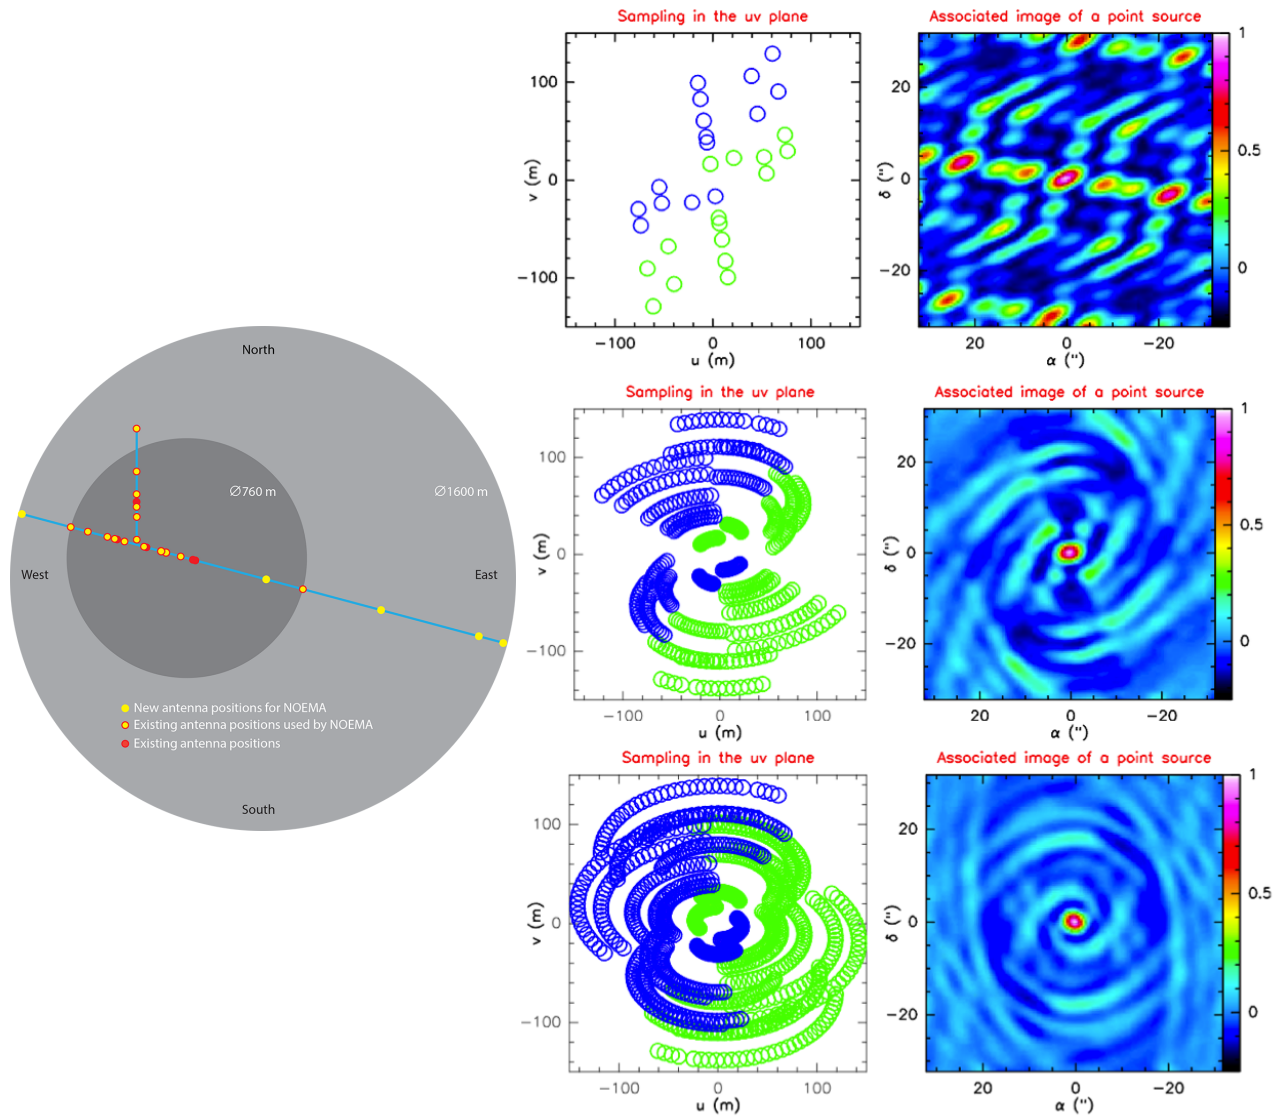 North
∅760 m
∅1600 m
West
East
New antenna positions for NOEMA
Existing antenna positions used by NOEMA
Existing antenna positions
South
Sampling in the uv plane
100
0
−100
v (m)
−100
0
100
u (m)
Associated image of a point source
20
0
−20
δ (")
20
0
−20
α (")
1
0.5
0
Sampling in the uv plane
100
0
−100
v (m)
−100
0
100
u (m)
Associated image of a point source
20
0
−20
δ (")
20
0
−20
α (")
1
0.5
0
Sampling in the uv plane
100
0
−100
v (m)
−100
0
100
u (m)
Associated image of a point source
20
0
−20
δ (")
20
0
−20
α (")
1
0.5
0